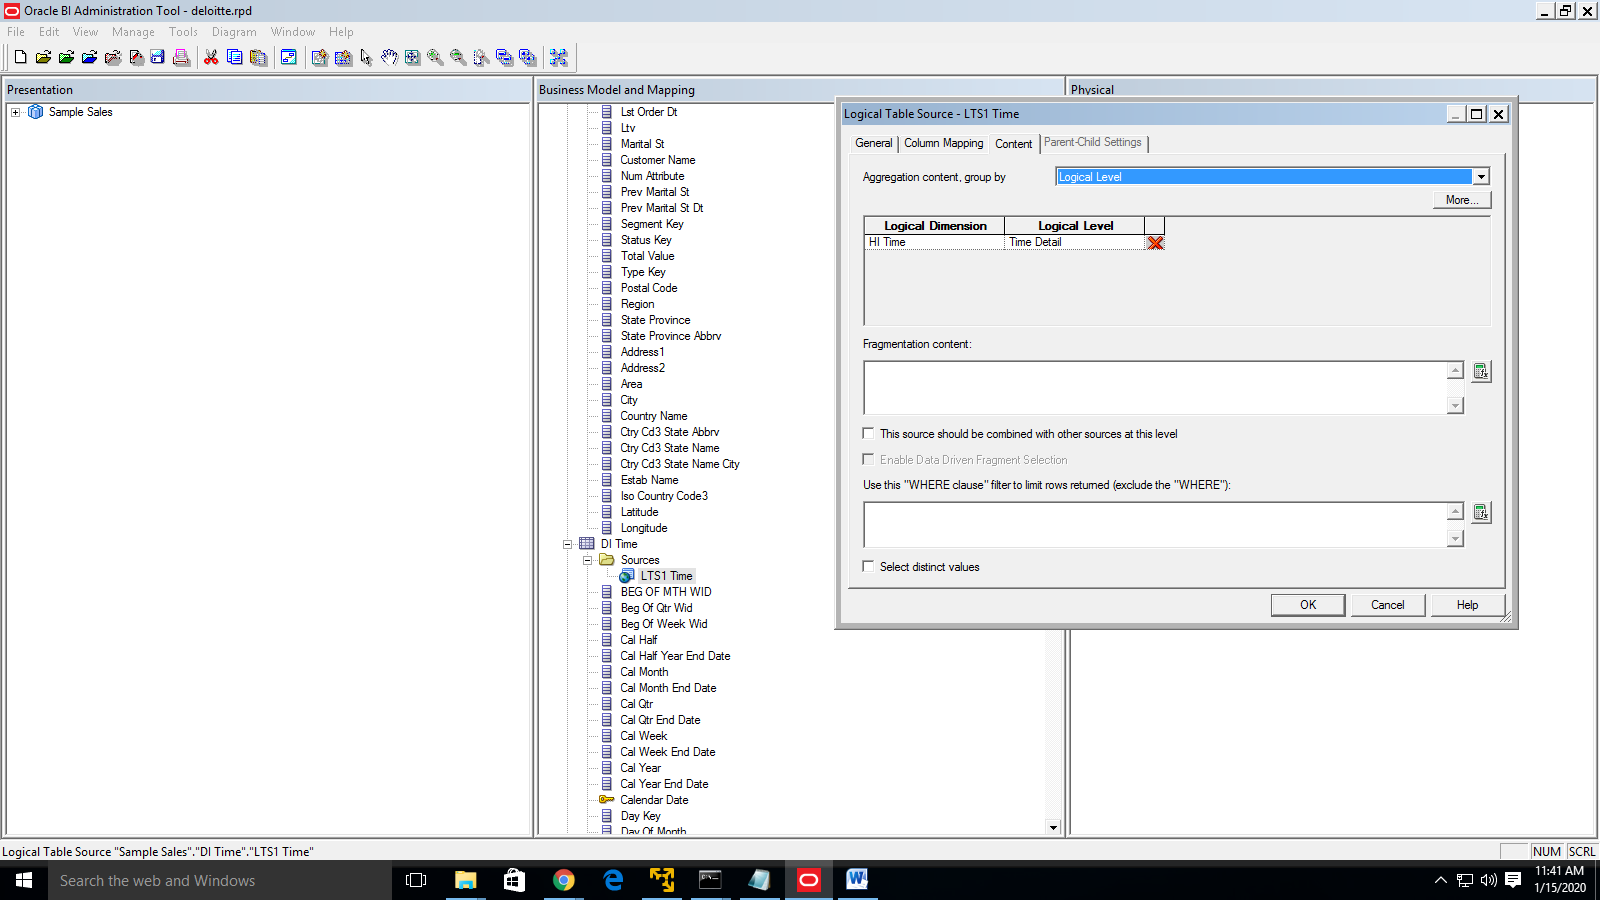 Oracle BI Administration Tool - deloitte.rpd
File Edit View Manage Tools Diagram Window Help
Presentation
Sample Sales
Business Model and Mapping
Lst Order Dt
Ltv
Marital St
Customer Name
Num Attribute
Prev Marital St
Prev Marital St Dt
Segment Key
Status Key
Total Value
Type Key
Postal Code
Region
State Province
State Province Abbrv
Address1
Address2
Area
City
Country Name
Ctry Cd3 State Abbrv
Ctry Cd3 State Name
Ctry Cd3 State Name City
Estab Name
Iso Country Code3
Latitude
Longitude
DI Time
Sources
LTS1 Time
BEG OF MTH WID
Beg Of Qtr Wid
Beg Of Week Wid
Cal Half
Cal Half Year End Date
Cal Month
Cal Month End Date
Cal Qtr
Cal Qtr End Date
Cal Week
Cal Week End Date
Cal Year
Cal Year End Date
Calendar Date
Day Key
Day Of Month
Physical
Logical Table Source - LTS1 Time
General Column Mapping Content Parent-Child Settings
Aggregation content, group by Logical Level
More...
Logical Dimension Logical Level
HI Time Time Detail
Fragmentation content:
This source should be combined with other sources at this level
Enable Data Driven Fragment Selection
Use this "WHERE clause" filter to limit rows returned (exclude the "WHERE"):
Select distinct values
OK Cancel Help
Logical Table Source "Sample Sales"."DI Time"."LTS1 Time"
NUM SCRL
Search the web and Windows
11:41 AM
1/15/2020